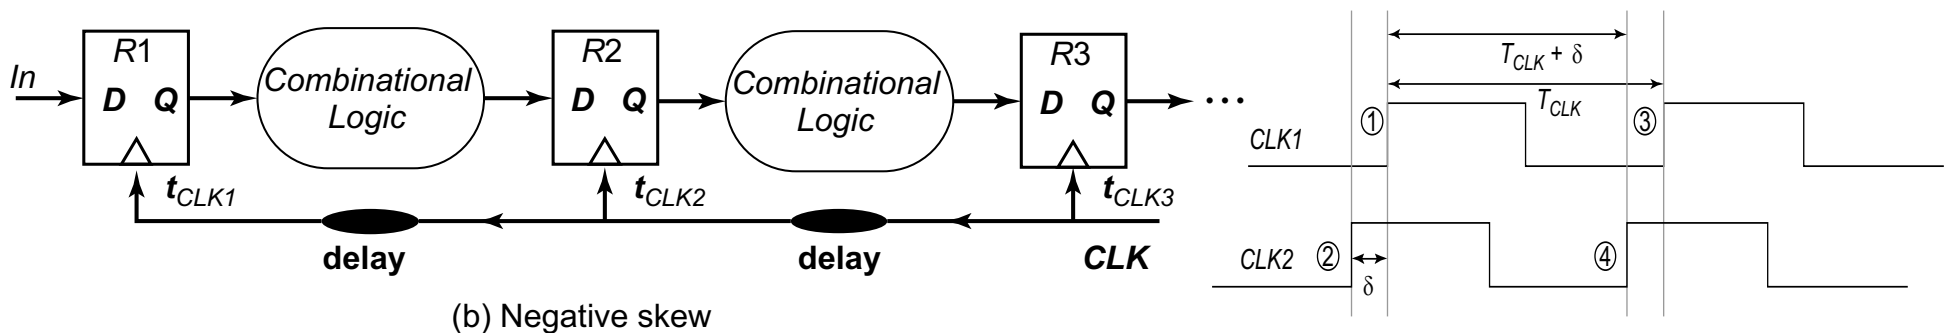 In
R1
D Q
Combinational
Logic
R2
D Q
Combinational
Logic
R3
D Q
...
t_CLK1
t_CLK2
t_CLK3
delay
delay
CLK
(b) Negative skew
T_CLK + δ
T_CLK
① ③
CLK1
CLK2
② ④
δ